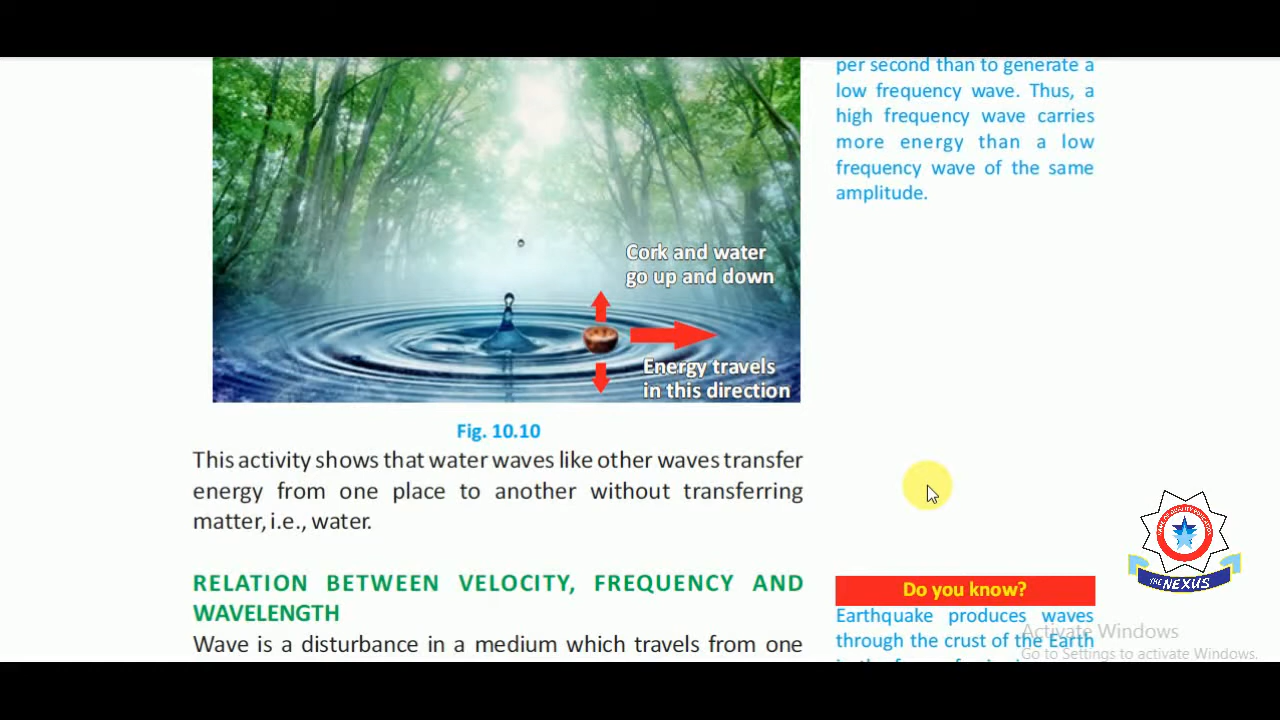 per second than to generate a
low frequency wave. Thus, a
high frequency wave carries
more energy than a low
frequency wave of the same
amplitude.
Cork and water
go up and down
Energy travels
in this direction
Fig. 10.10
This activity shows that water waves like other waves transfer
energy from one place to another without transferring
matter, i.e., water.
RELATION BETWEEN VELOCITY, FREQUENCY AND
WAVELENGTH
Wave is a disturbance in a medium which travels from one
Do you know?
Earthquake produces waves
through the crust of the Earth
Activate Windows
Go to Settings to activate Windows.
THE NEXUS